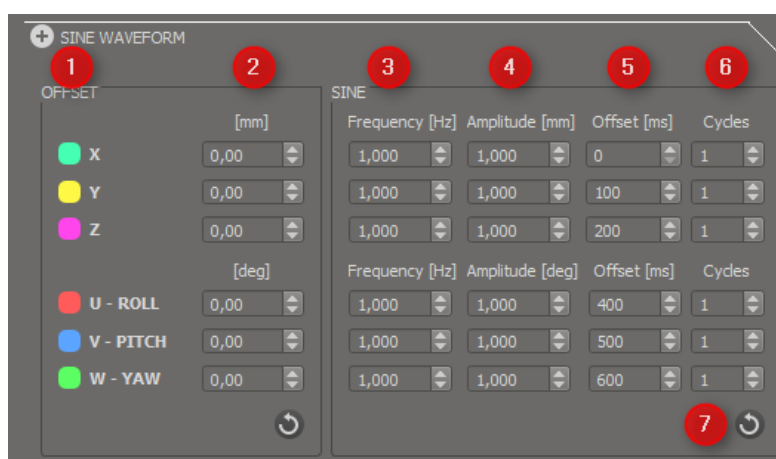 SINE WAVEFORM
1 2 3 4 5 6
OFFSET SINE
[mm] Frequency [Hz] Amplitude [mm] Offset [ms] Cycles
X 0,00 1,000 1,000 0 1
Y 0,00 1,000 1,000 100 1
Z 0,00 1,000 1,000 200 1
[deg] Frequency [Hz] Amplitude [deg] Offset [ms] Cycles
U - ROLL 0,00 1,000 1,000 400 1
V - PITCH 0,00 1,000 1,000 500 1
W - YAW 0,00 1,000 1,000 600 1
7